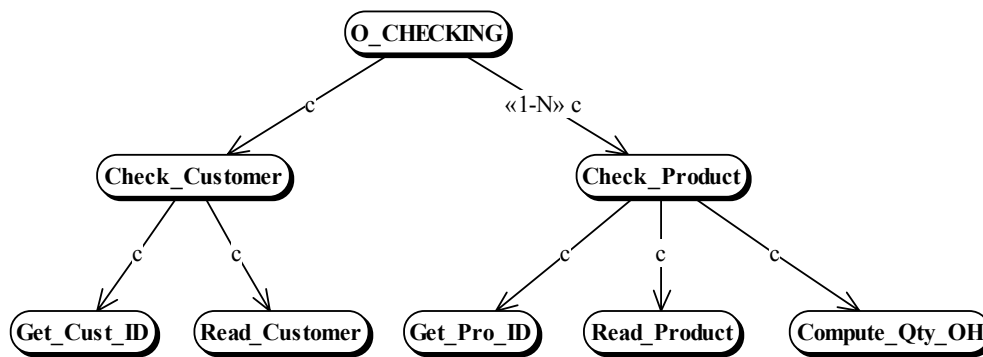 O_CHECKING
c
«1-N» c
Check_Customer
Check_Product
c
c
c
c
c
Get_Cust_ID
Read_Customer
Get_Pro_ID
Read_Product
Compute_Qty_OH